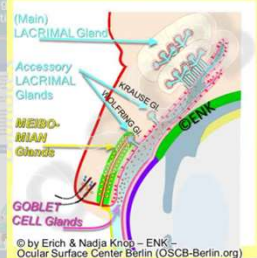 (Main)
LACRIMAL Gland
Accessory
LACRIMAL
Glands
KRAUSE Gl.
WOLFRING Gl.
©ENK
MEIBO-
MIAN
Glands
GOBLET
CELL Glands
© by Erich & Nadja Knop – ENK –
Ocular Surface Center Berlin (OSCB-Berlin.org)